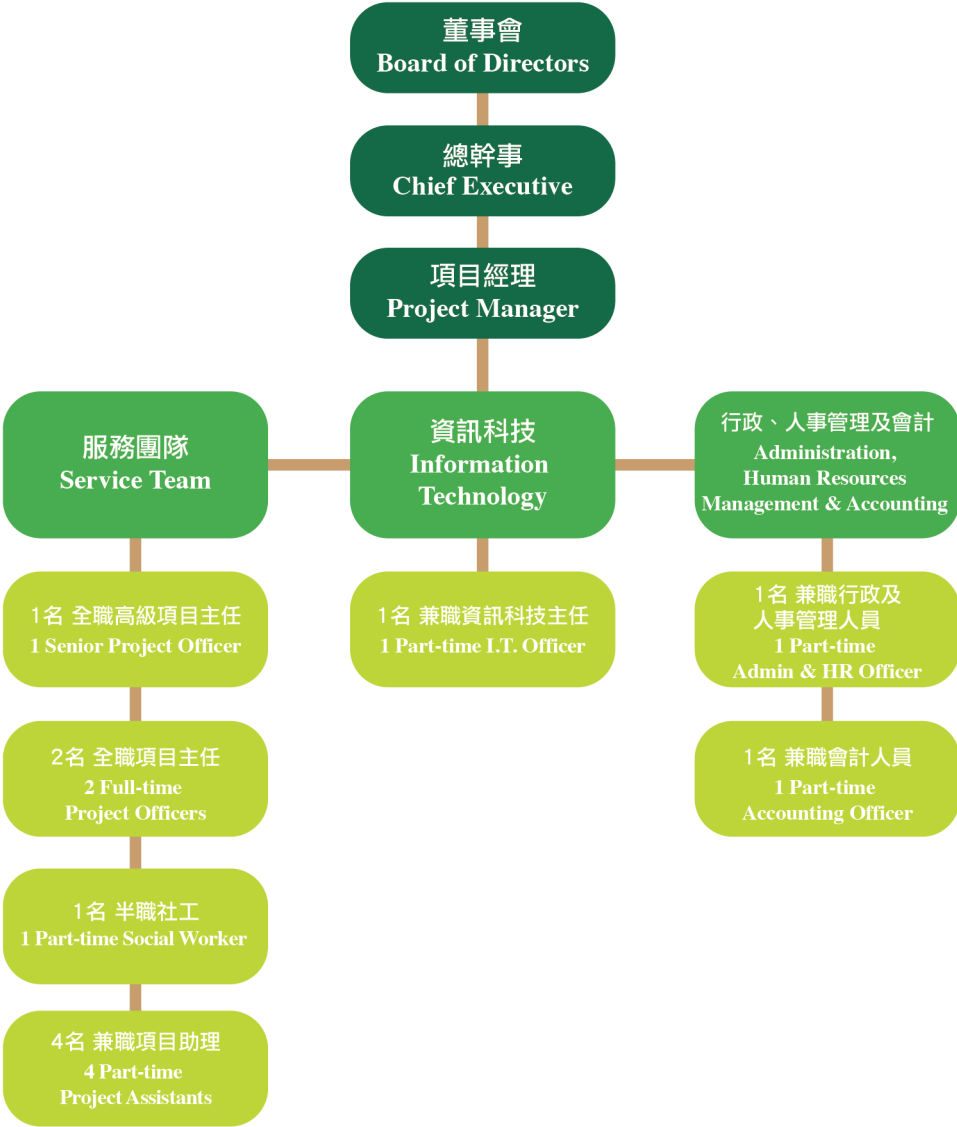 董事會
Board of Directors
總幹事
Chief Executive
項目經理
Project Manager
服務團隊
Service Team
資訊科技
Information
Technology
行政、人事管理及會計
Administration,
Human Resources
Management & Accounting
1名 全職高級項目主任
1 Senior Project Officer
1名 兼職資訊科技主任
1 Part-time I.T. Officer
1名 兼職行政及
人事管理人員
1 Part-time
Admin & HR Officer
2名 全職項目主任
2 Full-time
Project Officers
1名 兼職會計人員
1 Part-time
Accounting Officer
1名 半職社工
1 Part-time Social Worker
4名 兼職項目助理
4 Part-time
Project Assistants